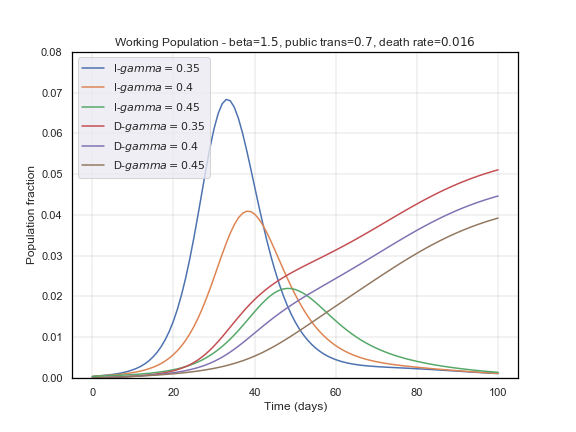 Working Population - beta=1.5, public trans=0.7, death rate=0.016
0.08
0.07
0.06
0.05
0.04
0.03
0.02
0.01
0.00
Population fraction
I-gamma = 0.35
I-gamma = 0.4
I-gamma = 0.45
D-gamma = 0.35
D-gamma = 0.4
D-gamma = 0.45
0 20 40 60 80 100
Time (days)